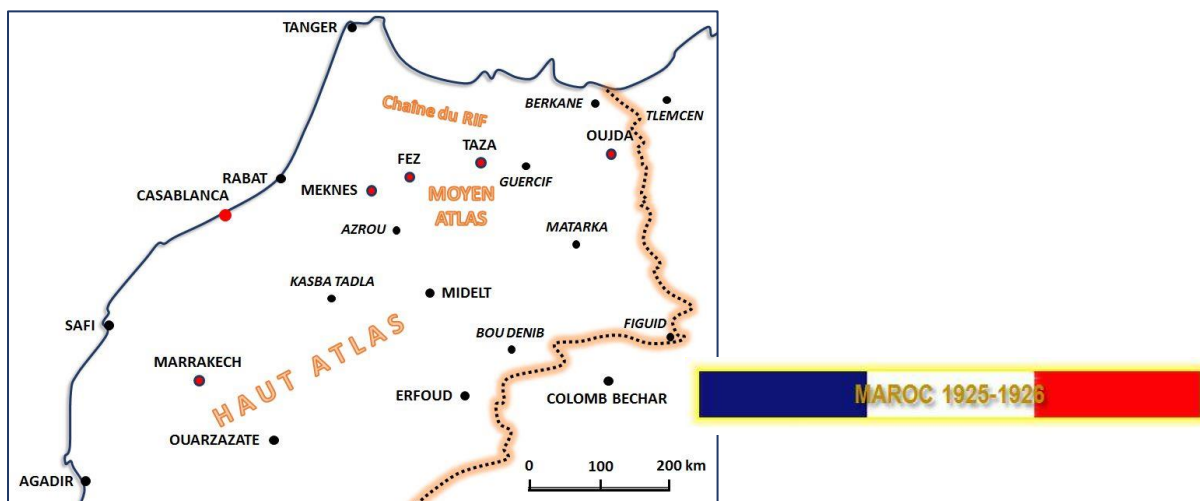 TANGER
Chaîne du RIF
BERKANE
TLEMCEN
OUJDA
TAZA
FEZ
GUERCIF
RABAT
MEKNES
CASABLANCA
MOYEN
ATLAS
AZROU
MATARKA
KASBA TADLA
MIDELT
SAFI
BOU DENIB
FIGUID
HAUT ATLAS
MARRAKECH
ERFOUD
COLOMB BECHAR
MAROC 1925-1926
OUARZAZATE
0 100 200 km
AGADIR